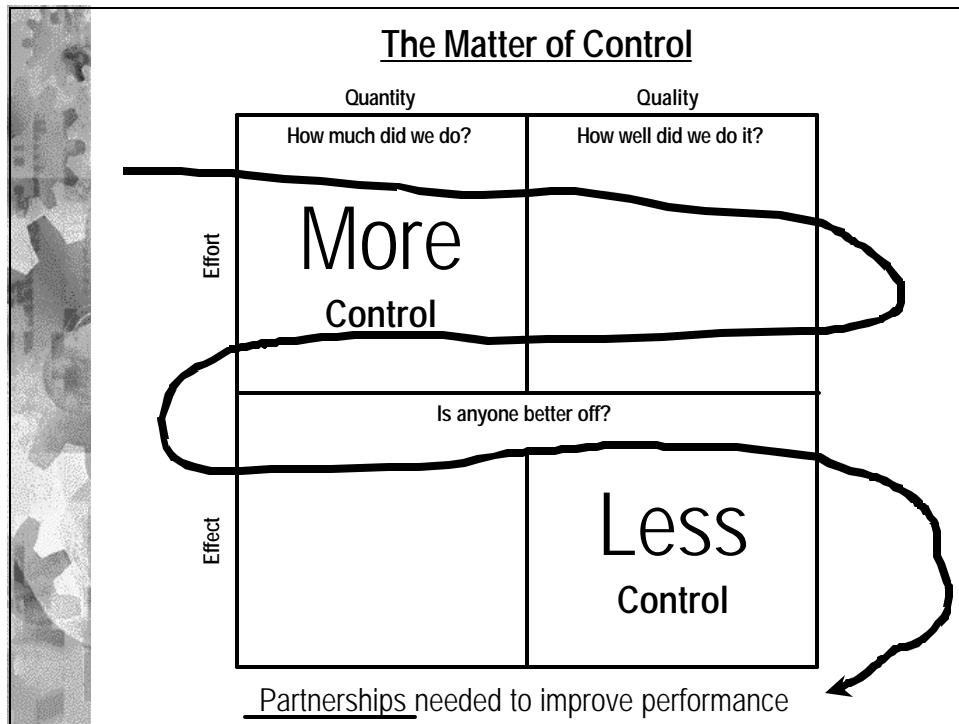 The Matter of Control
Quantity
Quality
How much did we do?
How well did we do it?
Effort
More
Control
Is anyone better off?
Effect
Less
Control
Partnerships needed to improve performance